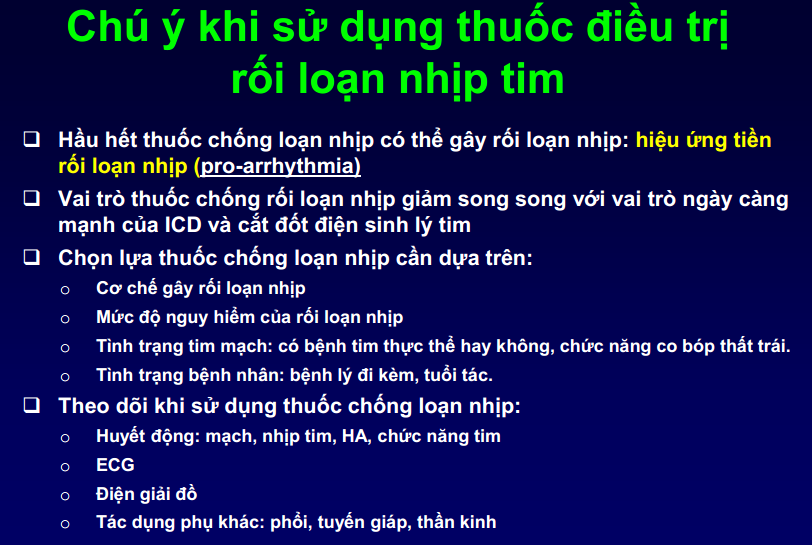 Chú ý khi sử dụng thuốc điều trị
rối loạn nhịp tim
❑ Hầu hết thuốc chống loạn nhịp có thể gây rối loạn nhịp: hiệu ứng tiền
rối loạn nhịp (pro-arrhythmia)
❑ Vai trò thuốc chống rối loạn nhịp giảm song song với vai trò ngày càng
mạnh của ICD và cắt đốt điện sinh lý tim
❑ Chọn lựa thuốc chống loạn nhịp cần dựa trên:
o Cơ chế gây rối loạn nhịp
o Mức độ nguy hiểm của rối loạn nhịp
o Tình trạng tim mạch: có bệnh tim thực thể hay không, chức năng co bóp thất trái.
o Tình trạng bệnh nhân: bệnh lý đi kèm, tuổi tác.
❑ Theo dõi khi sử dụng thuốc chống loạn nhịp:
o Huyết động: mạch, nhịp tim, HA, chức năng tim
o ECG
o Điện giải đồ
o Tác dụng phụ khác: phổi, tuyến giáp, thần kinh